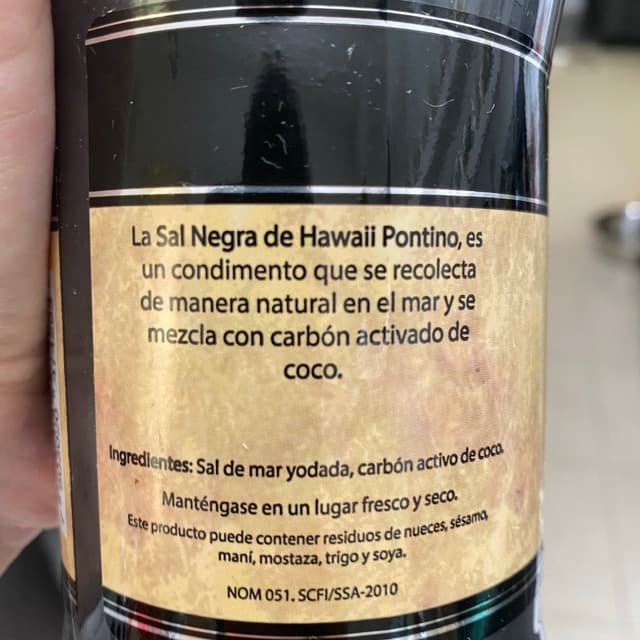 La Sal Negra de Hawaii Pontino, es
un condimento que se recolecta
de manera natural en el mar y se
mezcla con carbón activado de
coco.
Ingredientes: Sal de mar yodada, carbón activo de coco.
Manténgase en un lugar fresco y seco.
Este producto puede contener residuos de nueces, sésamo,
maní, mostaza, trigo y soya.
NOM 051. SCFI/SSA-2010